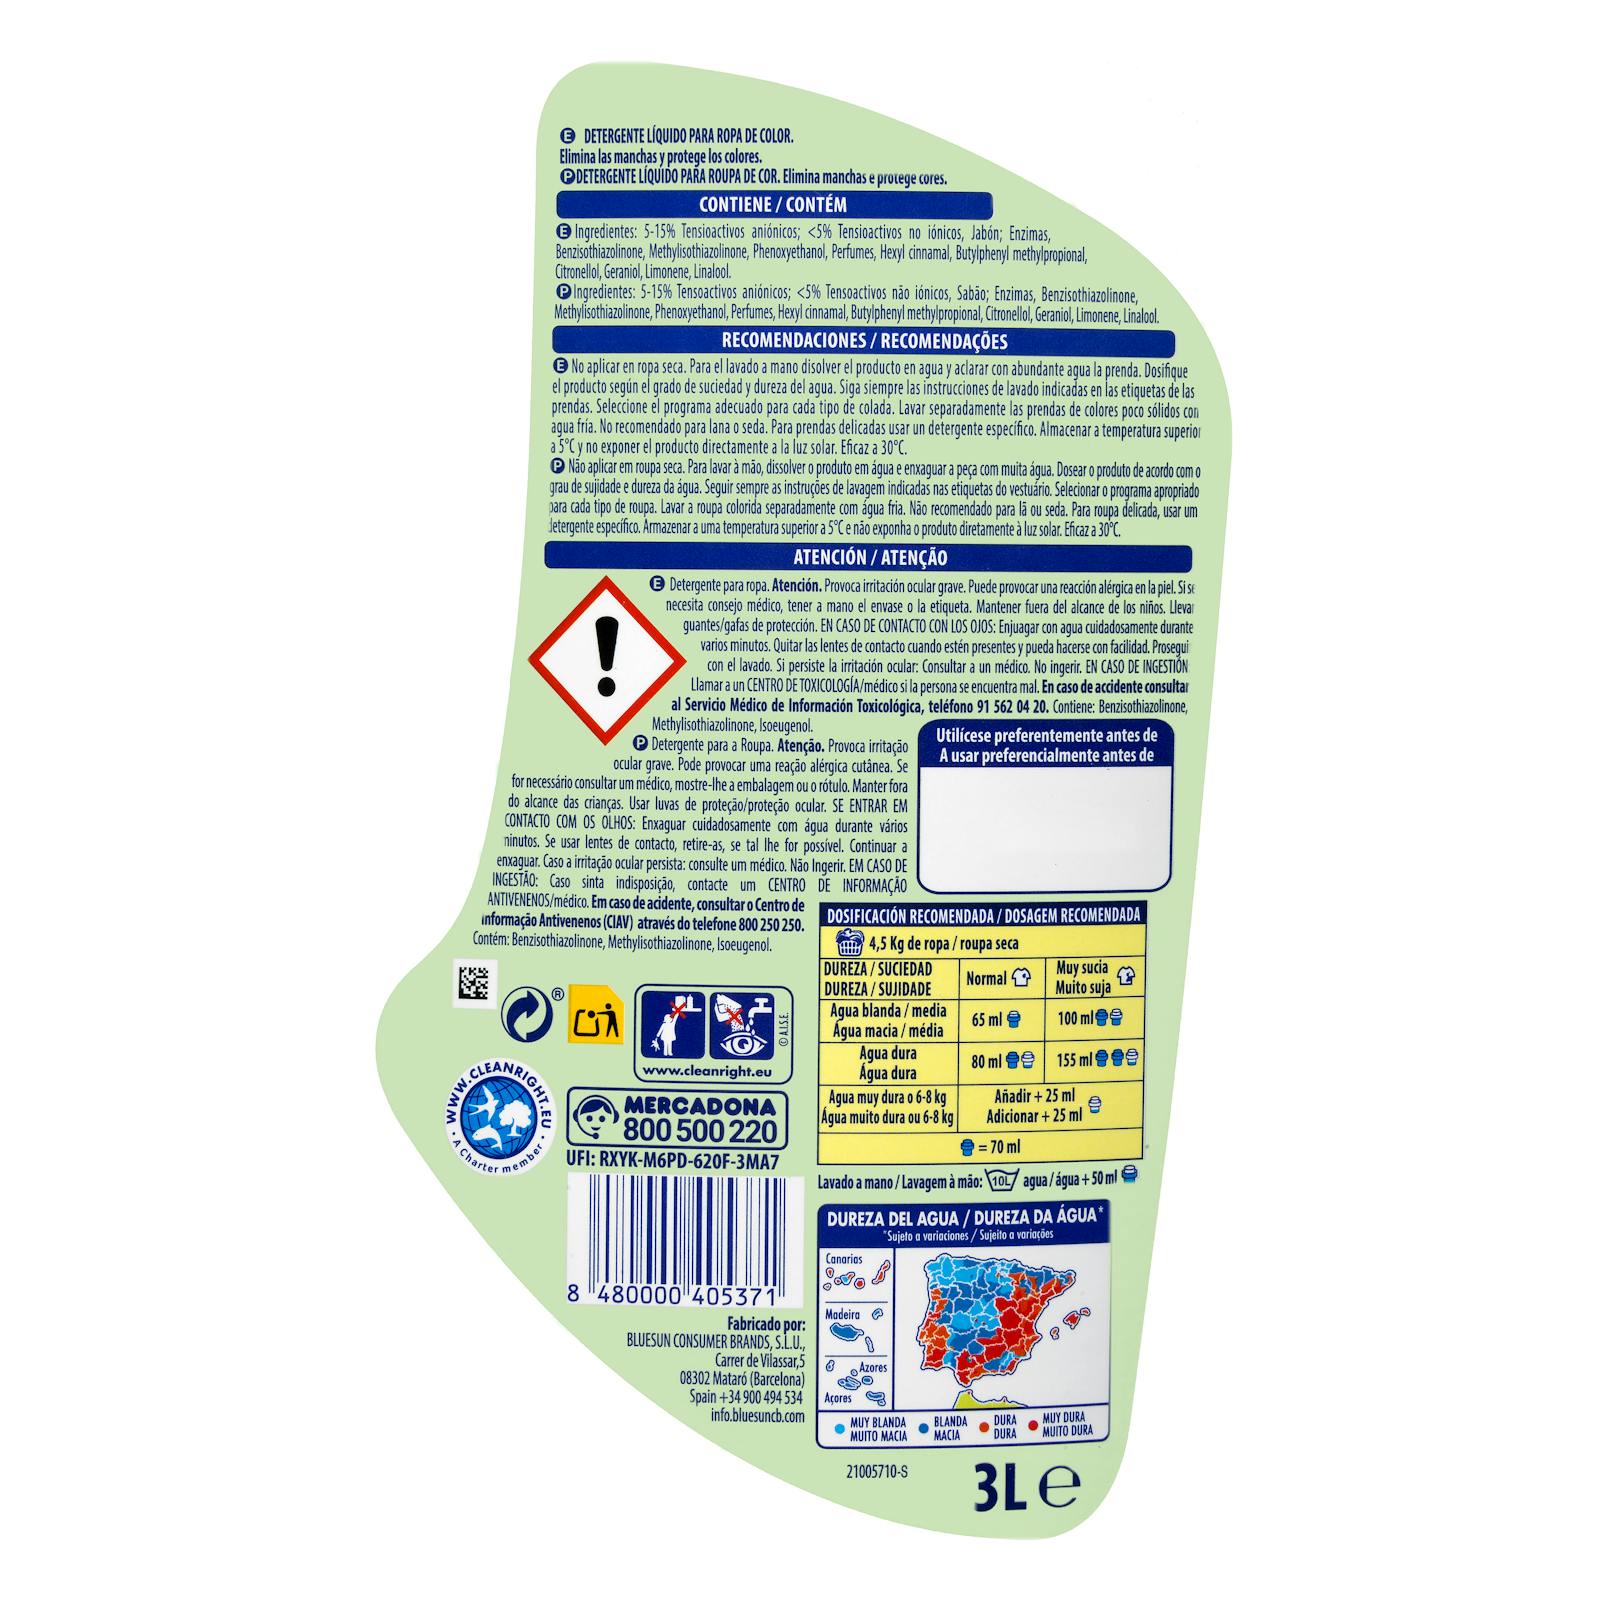 E DETERGENTE LÍQUIDO PARA ROPA DE COLOR.
Elimina las manchas y protege los colores.
P DETERGENTE LÍQUIDO PARA ROUPA DE COR. Elimina manchas e protege cores.
CONTIENE / CONTÉM
E Ingredientes: 5-15% Tensioactivos aniónicos; <5% Tensioactivos no iónicos, Jabón; Enzimas,
Benzisothiazolinone, Methylisothiazolinone, Phenoxyethanol, Perfumes, Hexyl cinnamal, Butylphenyl methylpropional,
Citronellol, Geraniol, Limonene, Linalool.
P Ingredientes: 5-15% Tensoactivos aniónicos; <5% Tensoactivos não iónicos, Sabão; Enzimas, Benzisothiazolinone,
Methylisothiazolinone, Phenoxyethanol, Perfumes, Hexyl cinnamal, Butylphenyl methylpropional, Citronellol, Geraniol, Limonene, Linalool.
RECOMENDACIONES / RECOMENDAÇÕES
E No aplicar en ropa seca. Para el lavado a mano disolver el producto en agua y aclarar con abundante agua la prenda. Dosifique
el producto según el grado de suciedad y dureza del agua. Siga siempre las instrucciones de lavado indicadas en las etiquetas de las
prendas. Seleccione el programa adecuado para cada tipo de colada. Lavar separadamente las prendas de colores poco sólidos con
agua fría. No recomendado para lana o seda. Para prendas delicadas usar un detergente específico. Almacenar a temperatura superior
a 5°C y no exponer el producto directamente a la luz solar. Eficaz a 30°C.
P Não aplicar em roupa seca. Para lavar à mão, dissolver o produto em água e enxaguar a peça com muita água. Dosear o produto de acordo com o
grau de sujidade e dureza da água. Seguir sempre as instruções de lavagem indicadas nas etiquetas do vestuário. Selecionar o programa apropriado
para cada tipo de roupa. Lavar a roupa colorida separadamente com água fria. Não recomendado para lã ou seda. Para roupa delicada, usar um
detergente específico. Armazenar a uma temperatura superior a 5°C e não exponha o produto diretamente à luz solar. Eficaz a 30°C.
ATENCIÓN / ATENÇÃO
E Detergente para ropa. Atención. Provoca irritación ocular grave. Puede provocar una reacción alérgica en la piel. Si se
necesita consejo médico, tener a mano el envase o la etiqueta. Mantener fuera del alcance de los niños. Llevar
guantes/gafas de protección. EN CASO DE CONTACTO CON LOS OJOS: Enjuagar con agua cuidadosamente durante
varios minutos. Quitar las lentes de contacto cuando estén presentes y pueda hacerse con facilidad. Prosegui
con el lavado. Si persiste la irritación ocular: Consultar a un médico. No ingerir. EN CASO DE INGESTIÓN
Llamar a un CENTRO DE TOXICOLOGÍA/médico si la persona se encuentra mal. En caso de accidente consultar
al Servicio Médico de Información Toxicológica, teléfono 91 562 04 20. Contiene: Benzisothiazolinone,
Methylisothiazolinone, Isoeugenol.
P Detergente para a Roupa. Atenção. Provoca irritação
ocular grave. Pode provocar uma reação alérgica cutânea. Se
for necessário consultar um médico, mostre-lhe a embalagem ou o rótulo. Manter fora
do alcance das crianças. Usar luvas de proteção/proteção ocular. SE ENTRAR EM
CONTACTO COM OS OLHOS: Enxaguar cuidadosamente com água durante vários
minutos. Se usar lentes de contacto, retire-as, se tal lhe for possível. Continuar a
enxaguar. Caso a irritação ocular persista: consulte um médico. Não Ingerir. EM CASO DE
INGESTÃO: Caso sinta indisposição, contacte um CENTRO DE INFORMAÇÃO
ANTIVENENOS/médico. Em caso de acidente, consultar o Centro de
Informação Antivenenos (CIAV) através do telefone 800 250 250.
Contém: Benzisothiazolinone, Methylisothiazolinone, Isoeugenol.
Utilícese preferentemente antes de
A usar preferencialmente antes de
DOSIFICACIÓN RECOMENDADA / DOSAGEM RECOMENDADA
4,5 Kg de ropa / roupa seca
DUREZA / SUCIEDAD
DUREZA / SUJIDADE
Normal
Muy sucia
Muito suja
Agua blanda / media
Água macia / média
65 ml
100 ml
Agua dura
Água dura
80 ml
155 ml
Agua muy dura o 6-8 kg
Água muito dura ou 6-8 kg
Añadir + 25 ml
Adicionar + 25 ml
= 70 ml
Lavado a mano / Lavagem à mão: 10L agua / água + 50 ml
®
© A.I.S.E.
www.cleanright.eu
WWW.CLEANRIGHT.EU
• A Charter member •
MERCADONA
800 500 220
UFI: RXYK-M6PD-620F-3MA7
8 480000 405371
Fabricado por:
BLUESUN CONSUMER BRANDS, S.L.U.,
Carrer de Vilassar,5
08302 Mataró (Barcelona)
Spain +34 900 494 534
info.bluesuncb.com
DUREZA DEL AGUA / DUREZA DA ÁGUA*
*Sujeto a variaciones / Sujeito a variações
Canarias
Madeira
Azores
Açores
MUY BLANDA
MUITO MACIA
BLANDA
MACIA
DURA
DURA
MUY DURA
MUITO DURA
21005710-S
3L e